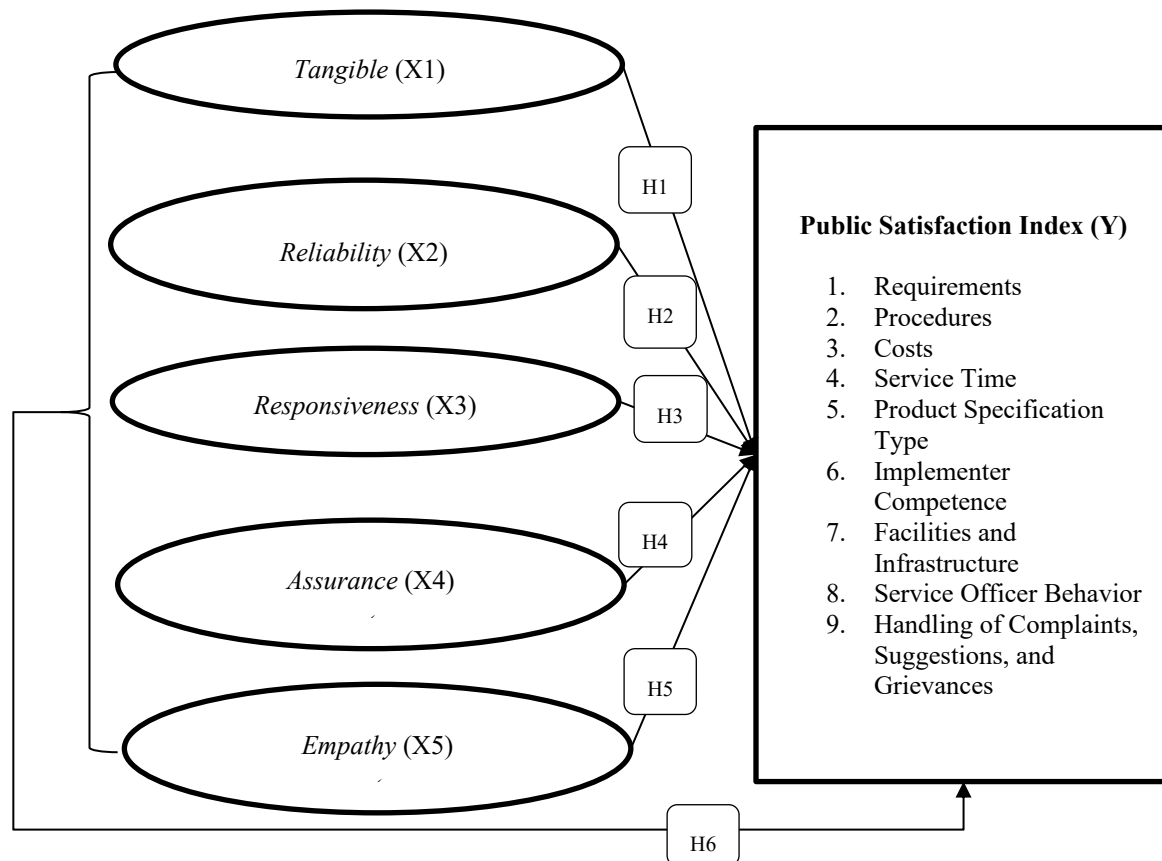 Tangible (X1)
H1
Reliability (X2)
H2
Responsiveness (X3)
H3
Assurance (X4)
,
H4
Empathy (X5)
,
H5
H6
Public Satisfaction Index (Y)
1. Requirements
2. Procedures
3. Costs
4. Service Time
5. Product Specification
Type
6. Implementer
Competence
7. Facilities and
Infrastructure
8. Service Officer Behavior
9. Handling of Complaints,
Suggestions, and
Grievances